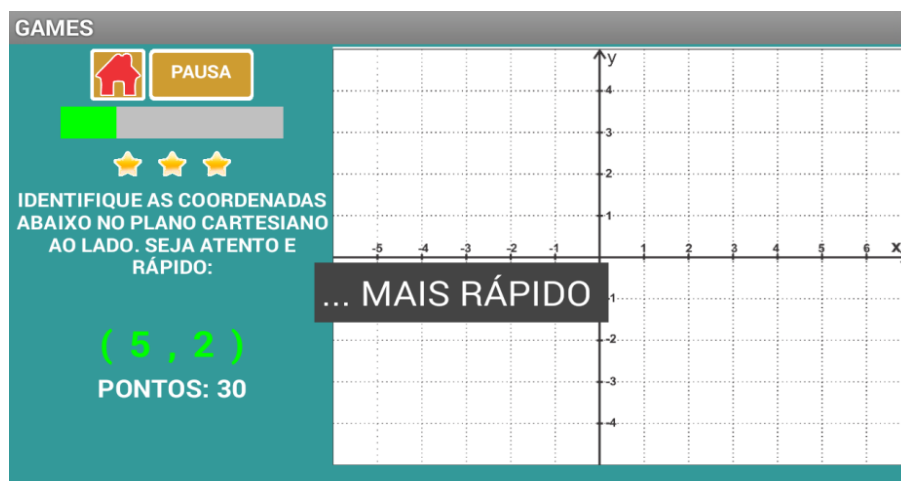 GAMES
PAUSA
IDENTIFIQUE AS COORDENADAS
ABAIXO NO PLANO CARTESIANO
AO LADO. SEJA ATENTO E
RÁPIDO:
( 5 , 2 )
PONTOS: 30
y
4
3
2
1
-5 -4 -3 -2 -1 1 2 3 4 5 6 x
... MAIS RÁPIDO
-1
-2
-3
-4